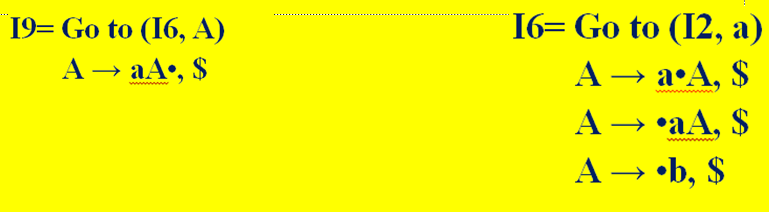 I9= Go to (I6, A)
A → aA•, $
I6= Go to (I2, a)
A → a•A, $
A → •aA, $
A → •b, $